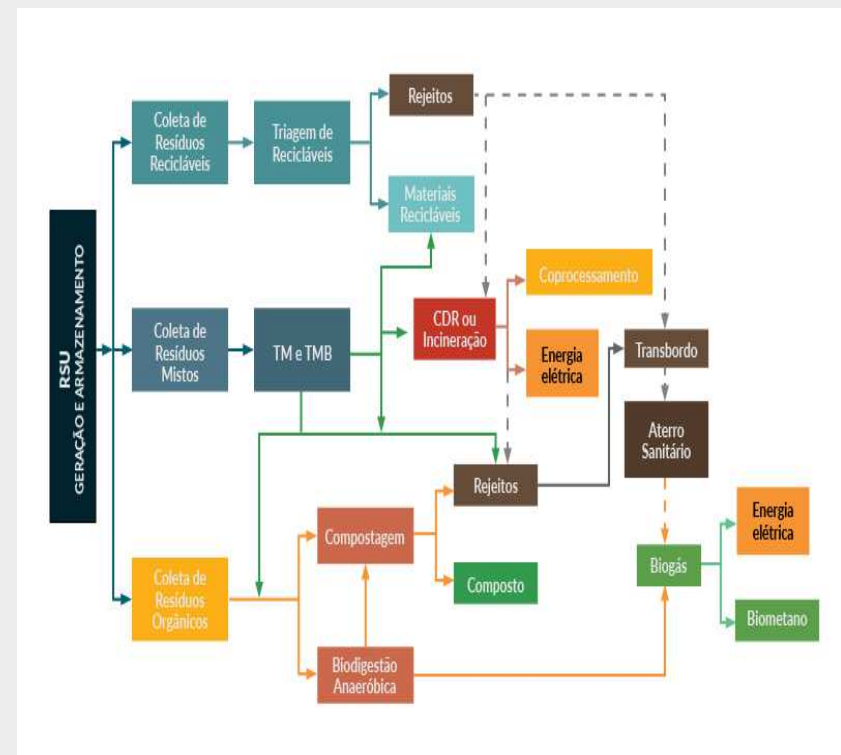 RSU
GERAÇÃO E ARMAZENAMENTO
Coleta de
Resíduos
Recicláveis
Triagem de
Recicláveis
Rejeitos
Materiais
Recicláveis
Coleta de
Resíduos
Mistos
TM e TMB
CDR ou
Incineração
Coprocessamento
Energia
elétrica
Transbordo
Aterro
Sanitário
Rejeitos
Coleta de
Resíduos
Orgânicos
Compostagem
Composto
Biodigestão
Anaeróbica
Biogás
Energia
elétrica
Biometano